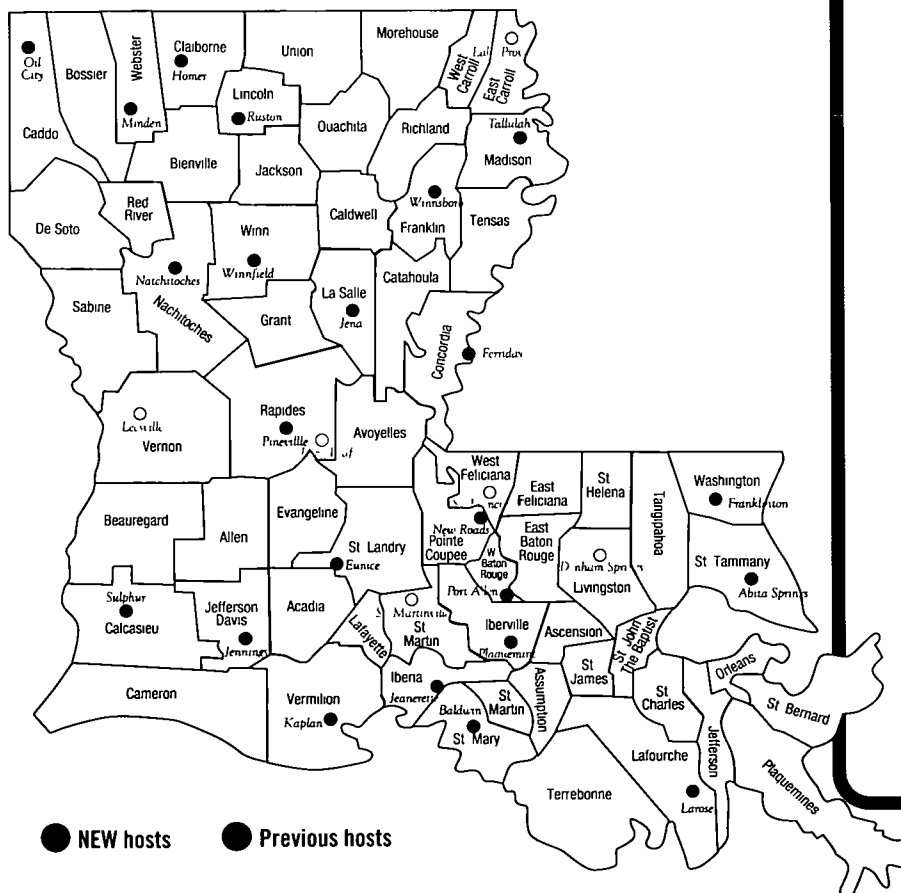 Morehouse
Union
Claiborne
Homer
Webster
Minden
Bossier
Oil
City
Caddo
West
Carroll
East
Carroll
Lincoln
Ruston
Ouachita
Richland
Tallulah
Madison
Bienville
Jackson
Winnsboro
Franklin
Caldwell
Tensas
Red
River
De Soto
Winn
Winnfield
Natchitoches
Nachitoches
Catahoula
La Salle
Jena
Sabine
Grant
Concordia
Ferriday
Vernon
Rapides
Pineville
Avoyelles
West
Feliciana
East
Feliciana
St
Helena
Tangipahoa
Washington
Franklinton
Beauregard
Allen
Evangeline
St Landry
Eunice
New Roads
Pointe
Coupee
East
Baton
Rouge
W
Baton
Rouge
Port Allen
Denham Springs
Livingston
St Tammany
Abita Springs
Sulphur
Calcasieu
Jefferson
Davis
Jennings
Acadia
Lafayette
St
Martin
Iberville
Plaquemine
Ascension
St John
The Baptist
Cameron
Vermilion
Kaplan
Ibena
Jeanerette
Baldwin
St
Martin
St Mary
Assumption
St
James
St
Charles
Orleans
St Bernard
Jefferson
Lafourche
Larose
Terrebonne
Plaquemines
NEW hosts
Previous hosts